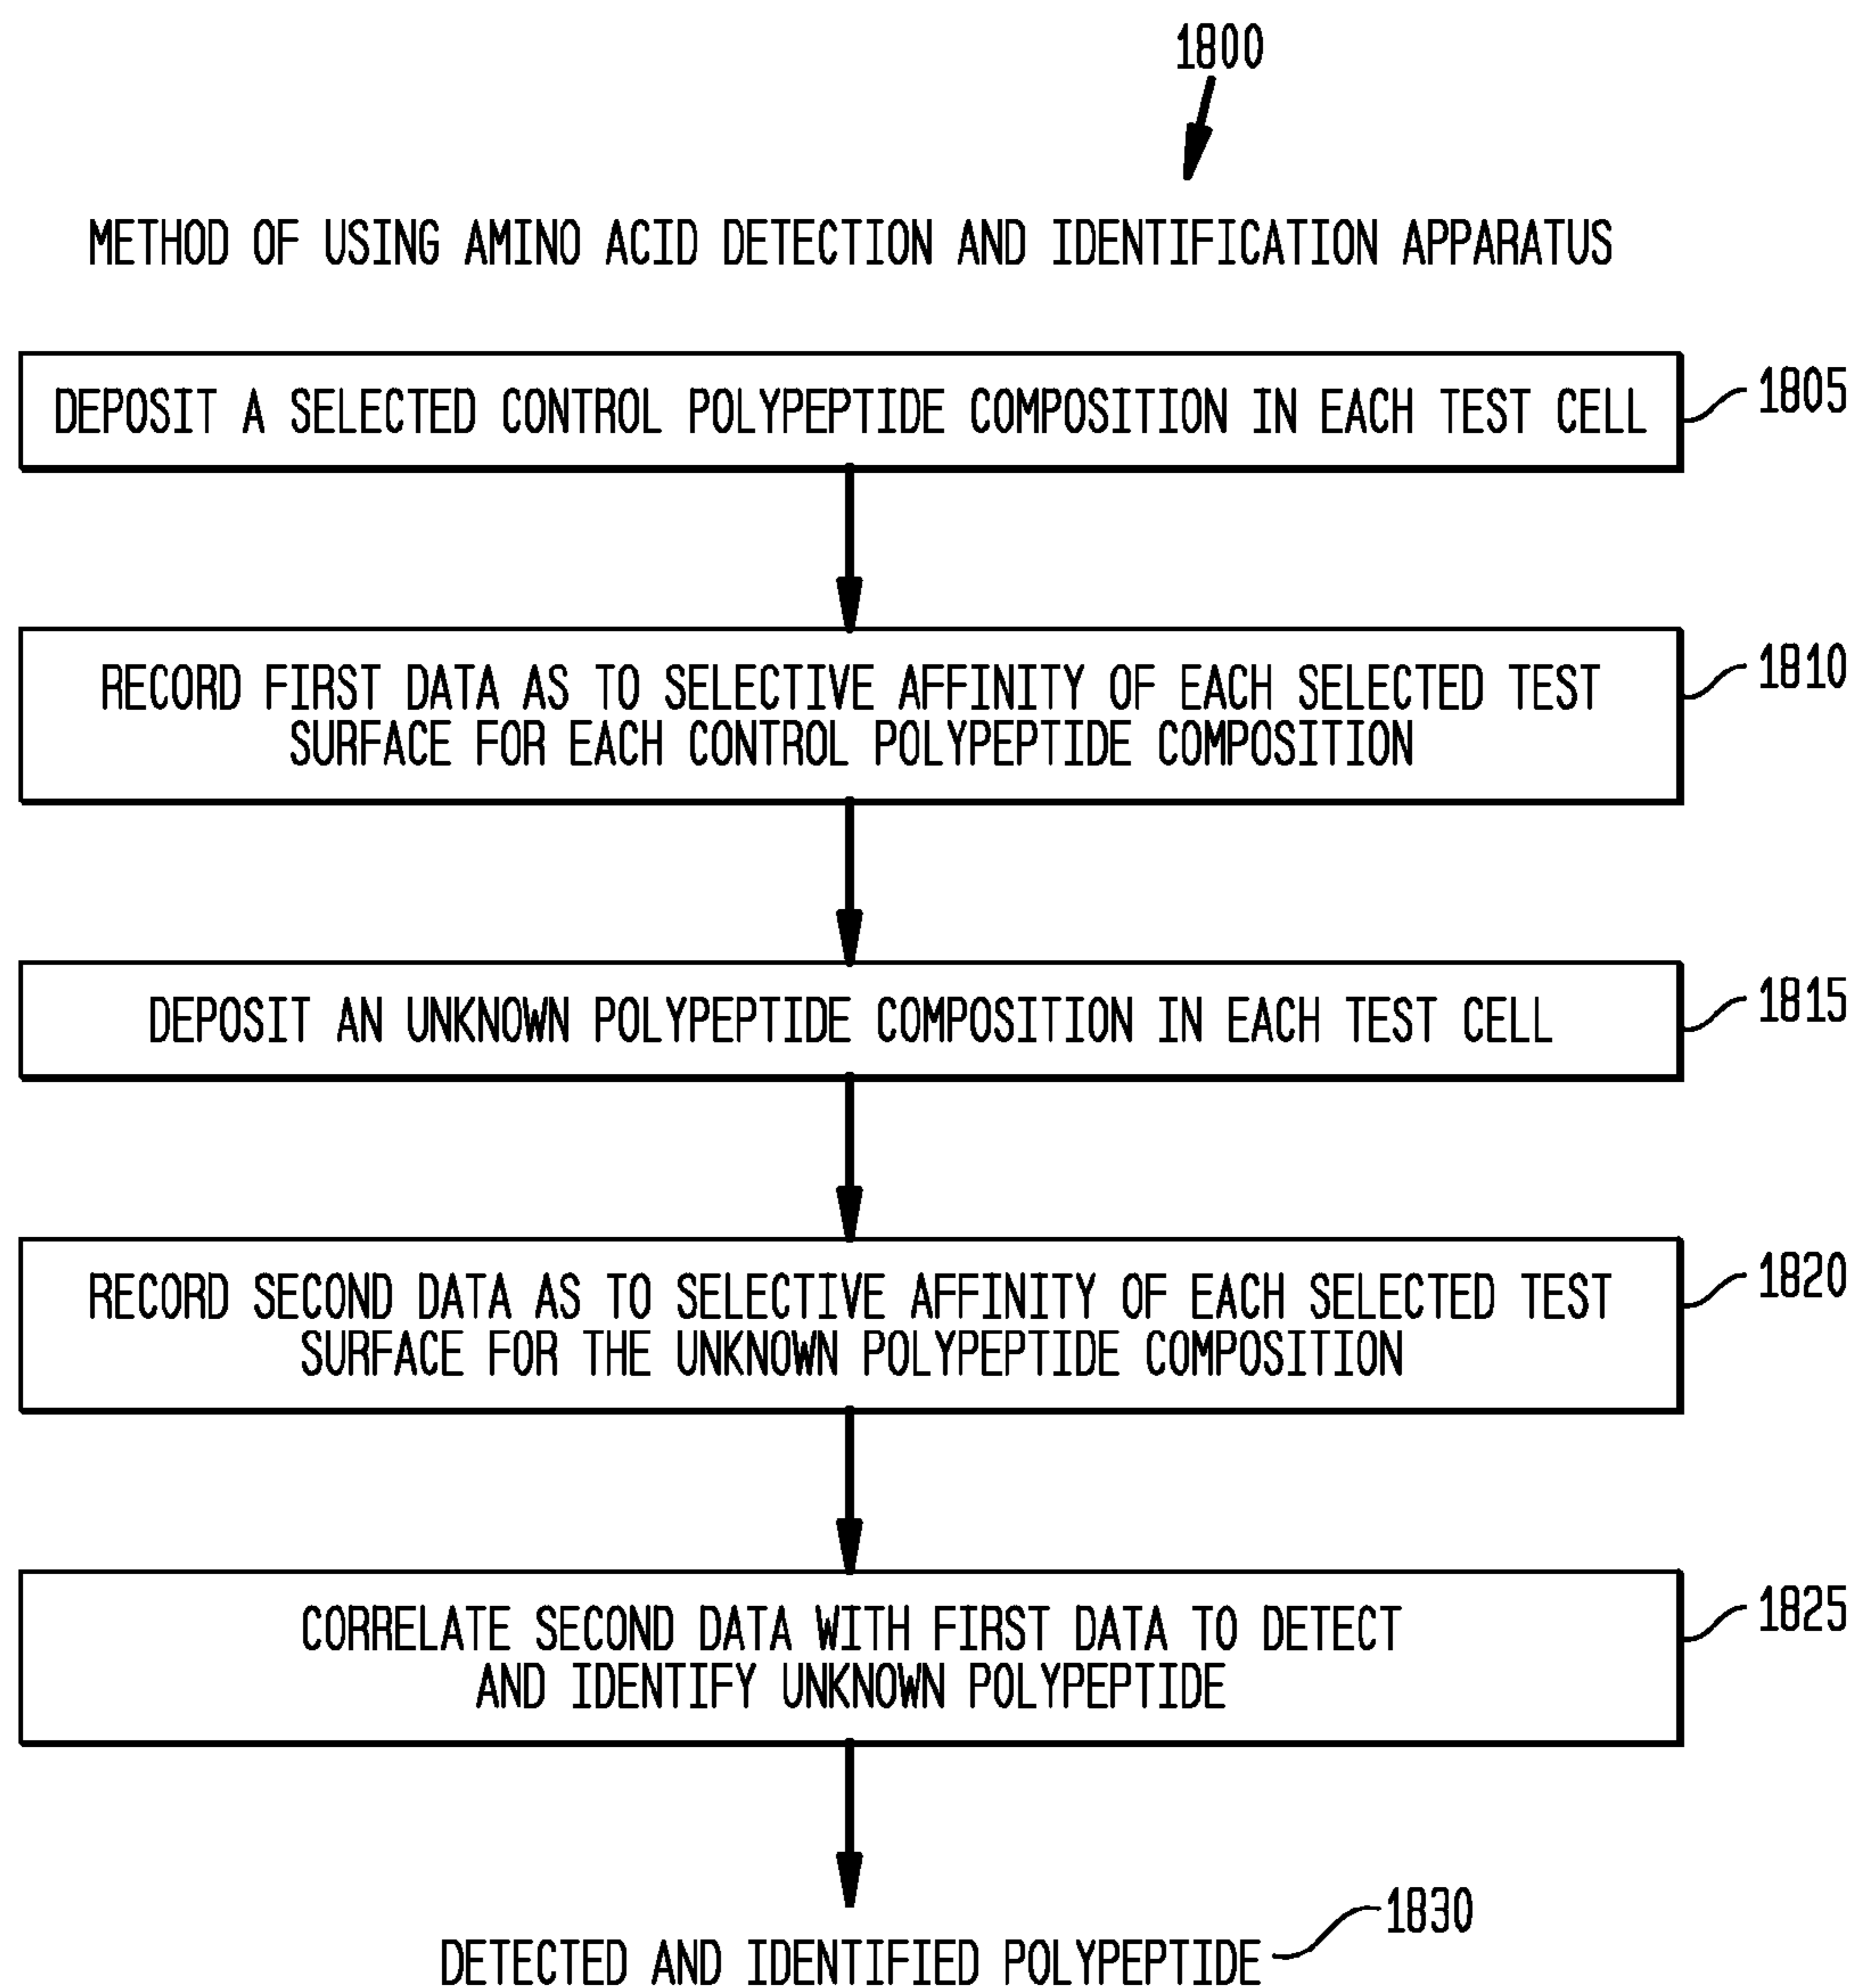 1800
METHOD OF USING AMINO ACID DETECTION AND IDENTIFICATION APPARATUS
DEPOSIT A SELECTED CONTROL POLYPEPTIDE COMPOSITION IN EACH TEST CELL
1805
RECORD FIRST DATA AS TO SELECTIVE AFFINITY OF EACH SELECTED TEST
SURFACE FOR EACH CONTROL POLYPEPTIDE COMPOSITION
1810
DEPOSIT AN UNKNOWN POLYPEPTIDE COMPOSITION IN EACH TEST CELL
1815
RECORD SECOND DATA AS TO SELECTIVE AFFINITY OF EACH SELECTED TEST
SURFACE FOR THE UNKNOWN POLYPEPTIDE COMPOSITION
1820
CORRELATE SECOND DATA WITH FIRST DATA TO DETECT
AND IDENTIFY UNKNOWN POLYPEPTIDE
1825
DETECTED AND IDENTIFIED POLYPEPTIDE
1830